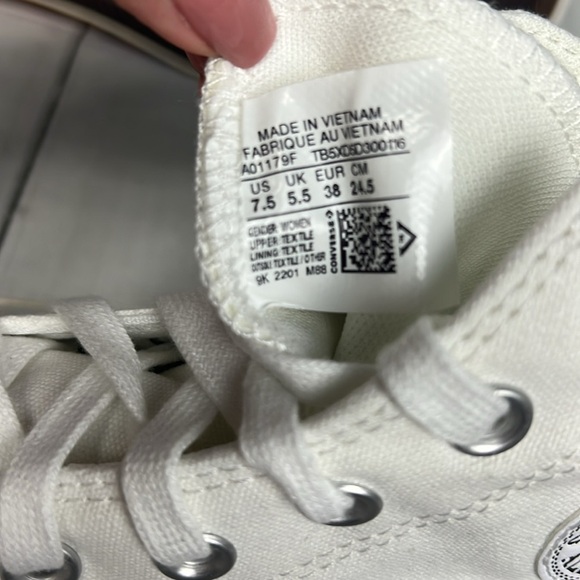 MADE IN VIETNAM
FABRIQUE AU VIETNAM
A01179F TB5XD5D300116
US UK EUR CM
7.5 5.5 38 24.5
GENDER: WOMEN
UPPER: TEXTILE
LINING: TEXTILE
OUTSOLE: TEXTILE / OTHER
9K 2201 M88
CONVERSE